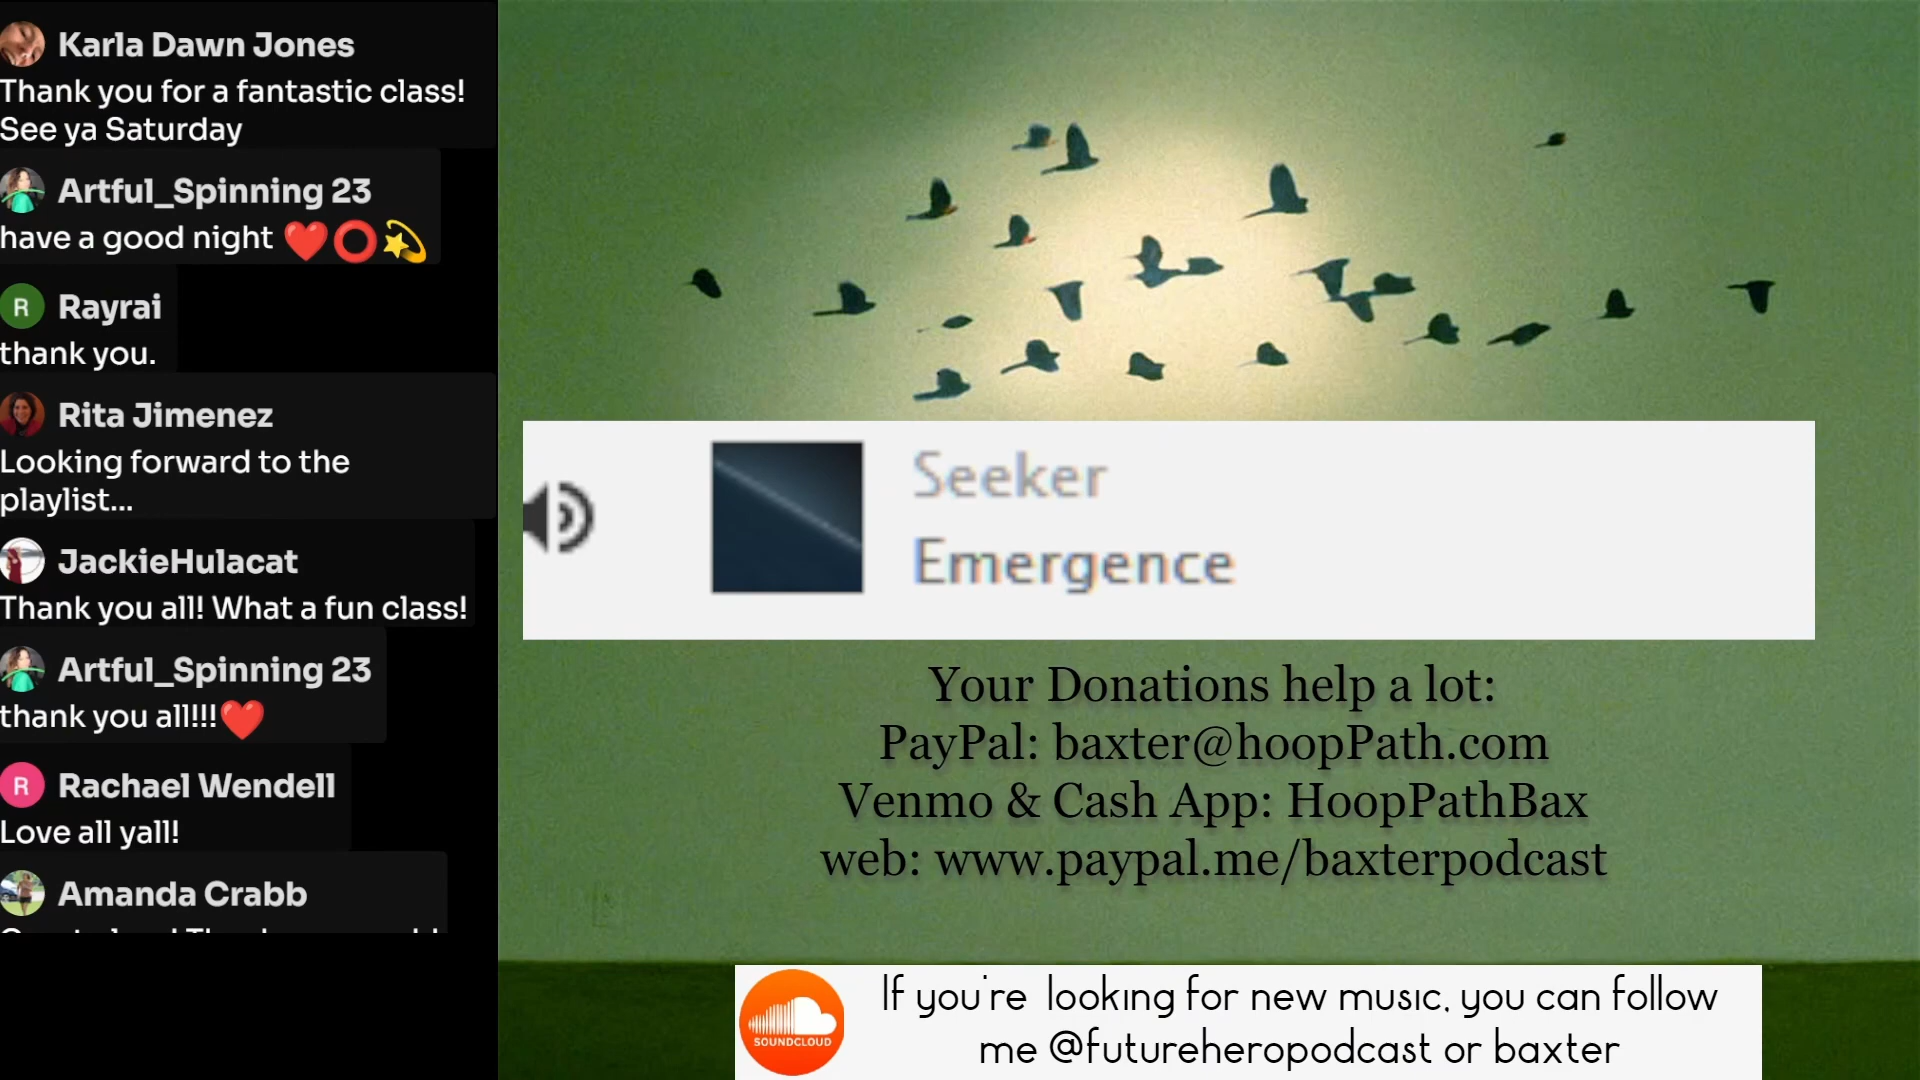 Karla Dawn Jones
Thank you for a fantastic class!
See ya Saturday
Artful_Spinning 23
have a good night ❤️⭕💫
R Rayrai
thank you.
Rita Jimenez
Looking forward to the
playlist...
JackieHulacat
Thank you all! What a fun class!
Artful_Spinning 23
thank you all!!!❤️
R Rachael Wendell
Love all yall!
Amanda Crabb
Seeker
Emergence
Your Donations help a lot:
PayPal: baxter@hoopPath.com
Venmo & Cash App: HoopPathBax
web: www.paypal.me/baxterpodcast
SOUNDCLOUD
If you're looking for new music, you can follow
me @futureheropodcast or baxter